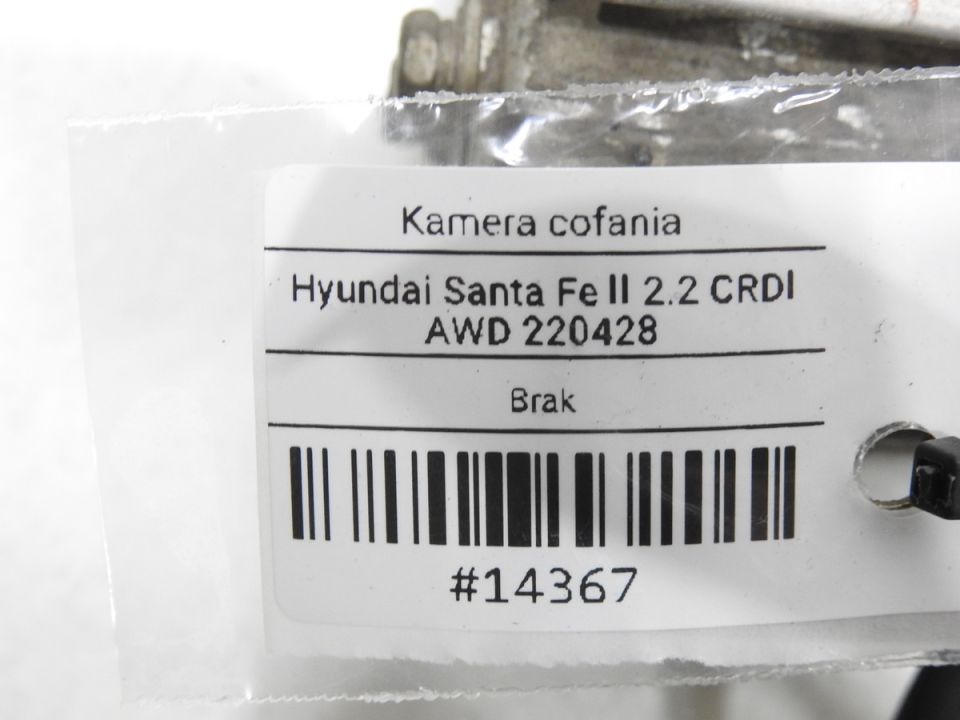 Kamera cofania
Hyundai Santa Fe II 2.2 CRDI
AWD 220428
Brak
#14367